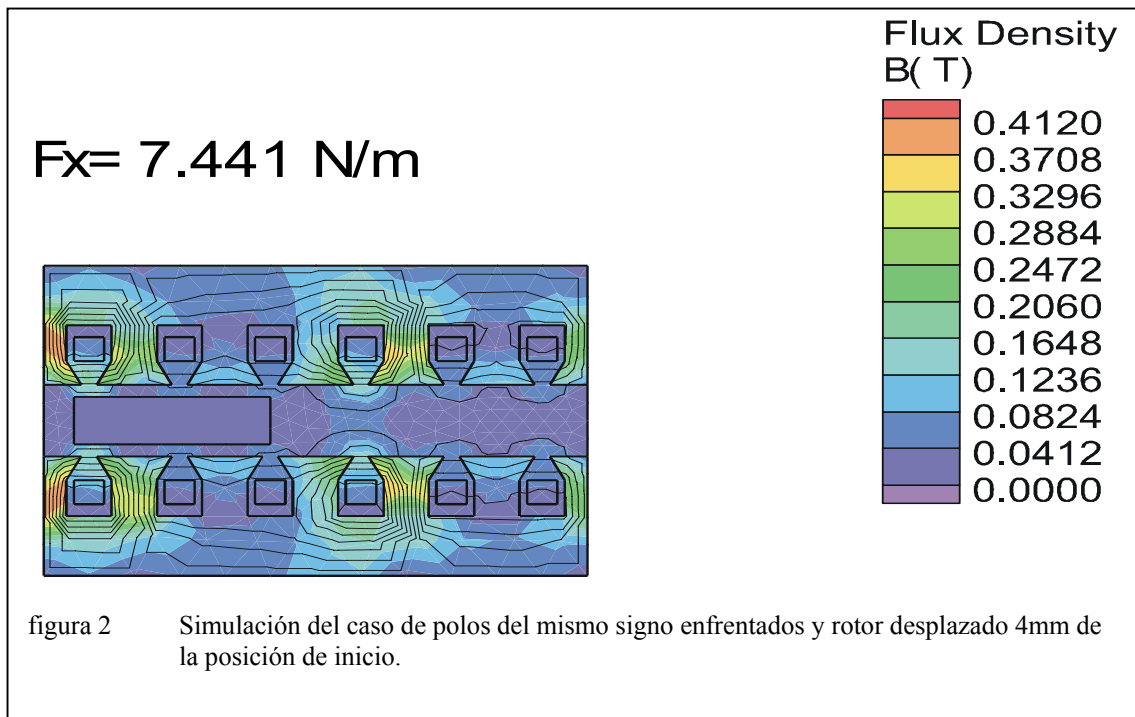 Flux Density
B( T)
Fx= 7.441 N/m
0.4120
0.3708
0.3296
0.2884
0.2472
0.2060
0.1648
0.1236
0.0824
0.0412
0.0000
figura 2 Simulación del caso de polos del mismo signo enfrentados y rotor desplazado 4mm de
la posición de inicio.